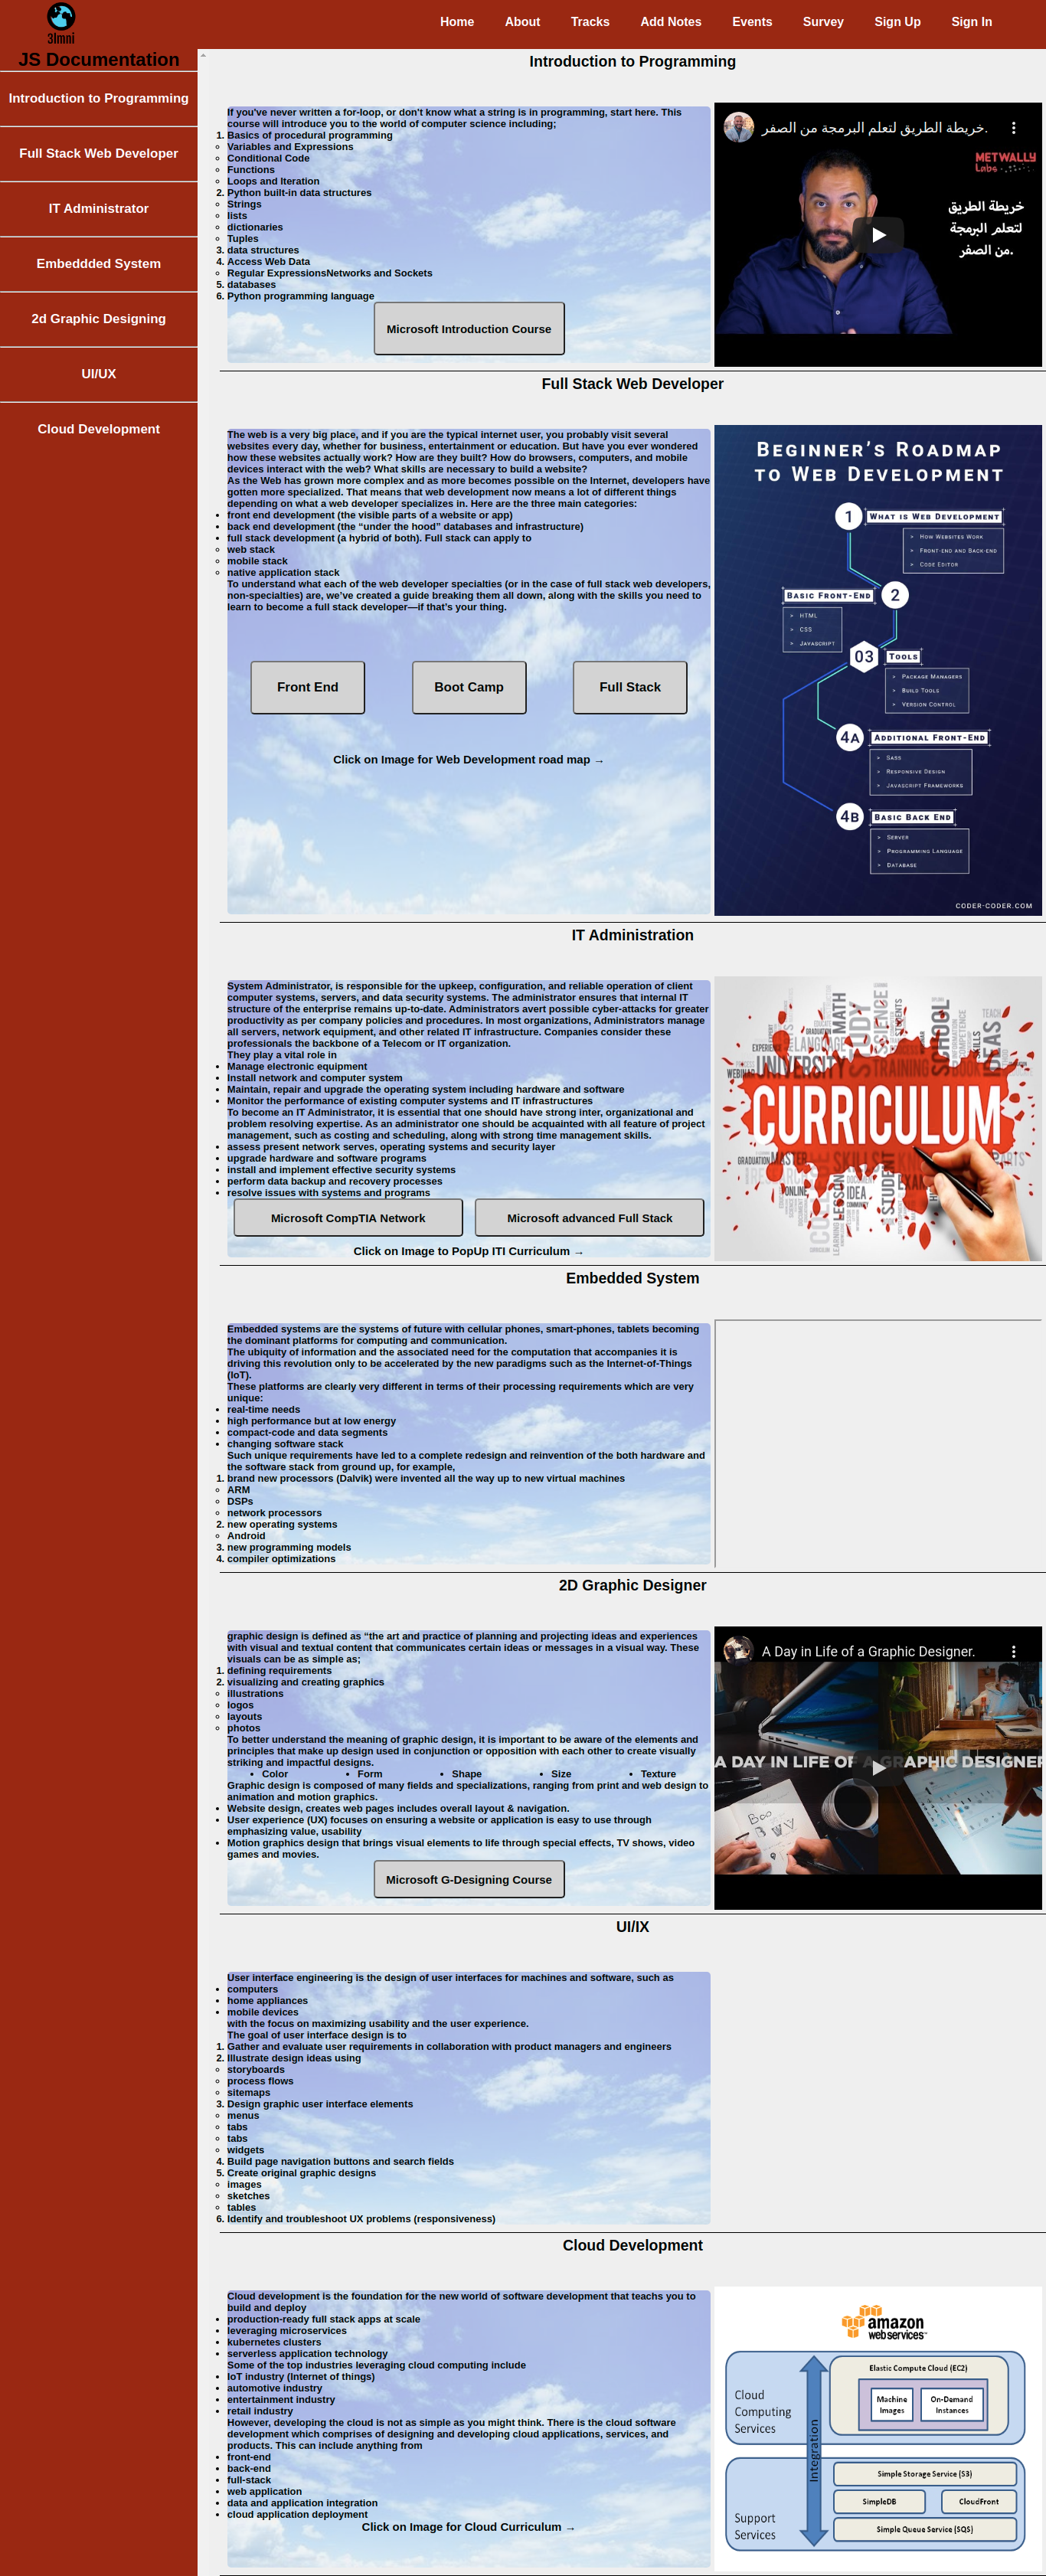 3lmni
Home About Tracks Add Notes Events Survey Sign Up Sign In
JS Documentation
Introduction to Programming
Full Stack Web Developer
IT Administrator
Embeddded System
2d Graphic Designing
UI/UX
Cloud Development
Introduction to Programming
If you've never written a for-loop, or don't know what a string is in programming, start here. This
course will introduce you to the world of computer science including;
1. Basics of procedural programming
Variables and Expressions
Conditional Code
Functions
Loops and Iteration
2. Python built-in data structures
Strings
lists
dictionaries
Tuples
3. data structures
4. Access Web Data
Regular ExpressionsNetworks and Sockets
5. databases
6. Python programming language
Microsoft Introduction Course
خريطة الطريق لتعلم البرمجة من الصفر.
METWALLY
Labs
خريطة الطريق
لتعلم البرمجة
من الصفر.
Full Stack Web Developer
The web is a very big place, and if you are the typical internet user, you probably visit several
websites every day, whether for business, entertainment or education. But have you ever wondered
how these websites actually work? How are they built? How do browsers, computers, and mobile
devices interact with the web? What skills are necessary to build a website?
As the Web has grown more complex and as more becomes possible on the Internet, developers have
gotten more specialized. That means that web development now means a lot of different things
depending on what a web developer specializes in. Here are the three main categories:
front end development (the visible parts of a website or app)
back end development (the “under the hood” databases and infrastructure)
full stack development (a hybrid of both). Full stack can apply to
web stack
mobile stack
native application stack
To understand what each of the web developer specialties (or in the case of full stack web developers,
non-specialties) are, we’ve created a guide breaking them all down, along with the skills you need to
learn to become a full stack developer—if that’s your thing.
Front End Boot Camp Full Stack
Click on Image for Web Development road map →
BEGINNER’S ROADMAP
TO WEB DEVELOPMENT
1 WHAT IS WEB DEVELOPMENT
> HOW WEBSITES WORK
> FRONT-END AND BACK-END
> CODE EDITOR
BASIC FRONT-END 2
> HTML
> CSS
> JAVASCRIPT
03 TOOLS
> PACKAGE MANAGERS
> BUILD TOOLS
> VERSION CONTROL
4A ADDITIONAL FRONT-END
> SASS
> RESPONSIVE DESIGN
> JAVASCRIPT FRAMEWORKS
4B BASIC BACK END
> SERVER
> PROGRAMMING LANGUAGE
> DATABASE
CODER-CODER.COM
IT Administration
System Administrator, is responsible for the upkeep, configuration, and reliable operation of client
computer systems, servers, and data security systems. The administrator ensures that internal IT
structure of the enterprise remains up-to-date. Administrators avert possible cyber-attacks for greater
productivity as per company policies and procedures. In most organizations, Administrators manage
all servers, network equipment, and other related IT infrastructure. Companies consider these
professionals the backbone of a Telecom or IT organization.
They play a vital role in
Manage electronic equipment
Install network and computer system
Maintain, repair and upgrade the operating system including hardware and software
Monitor the performance of existing computer systems and IT infrastructures
To become an IT Administrator, it is essential that one should have strong inter, organizational and
problem resolving expertise. As an administrator one should be acquainted with all feature of project
management, such as costing and scheduling, along with strong time management skills.
assess present network serves, operating systems and security layer
upgrade hardware and software programs
install and implement effective security systems
perform data backup and recovery processes
resolve issues with systems and programs
Microsoft CompTIA Network Microsoft advanced Full Stack
Click on Image to PopUp ITI Curriculum →
MATH
STUDY
SCIENCE
STUDENTS
SCHOOL
COMPETENCE
SKILLS
IDEAS
TEACH
EXPERIENCE
LANGUAGE
UNIVERSITY
TRAINING
CURRICULUM
GRADUATION
MASTER
SKILLS
ONLINE
LEARNING
LESSON
IDEA
STUDENT
EXAM
Embedded System
Embedded systems are the systems of future with cellular phones, smart-phones, tablets becoming
the dominant platforms for computing and communication.
The ubiquity of information and the associated need for the computation that accompanies it is
driving this revolution only to be accelerated by the new paradigms such as the Internet-of-Things
(IoT).
These platforms are clearly very different in terms of their processing requirements which are very
unique:
real-time needs
high performance but at low energy
compact-code and data segments
changing software stack
Such unique requirements have led to a complete redesign and reinvention of the both hardware and
the software stack from ground up, for example,
1. brand new processors (Dalvik) were invented all the way up to new virtual machines
ARM
DSPs
network processors
2. new operating systems
Android
3. new programming models
4. compiler optimizations
2D Graphic Designer
graphic design is defined as “the art and practice of planning and projecting ideas and experiences
with visual and textual content that communicates certain ideas or messages in a visual way. These
visuals can be as simple as;
1. defining requirements
2. visualizing and creating graphics
illustrations
logos
layouts
photos
To better understand the meaning of graphic design, it is important to be aware of the elements and
principles that make up design used in conjunction or opposition with each other to create visually
striking and impactful designs.
Color Form Shape Size Texture
Graphic design is composed of many fields and specializations, ranging from print and web design to
animation and motion graphics.
Website design, creates web pages includes overall layout & navigation.
User experience (UX) focuses on ensuring a website or application is easy to use through
emphasizing value, usability
Motion graphics design that brings visual elements to life through special effects, TV shows, video
games and movies.
Microsoft G-Designing Course
A Day in Life of a Graphic Designer.
A DAY IN LIFE OF A GRAPHIC DESIGNER
UI/IX
User interface engineering is the design of user interfaces for machines and software, such as
computers
home appliances
mobile devices
with the focus on maximizing usability and the user experience.
The goal of user interface design is to
1. Gather and evaluate user requirements in collaboration with product managers and engineers
2. Illustrate design ideas using
storyboards
process flows
sitemaps
3. Design graphic user interface elements
menus
tabs
tabs
widgets
4. Build page navigation buttons and search fields
5. Create original graphic designs
images
sketches
tables
6. Identify and troubleshoot UX problems (responsiveness)
Cloud Development
Cloud development is the foundation for the new world of software development that teachs you to
build and deploy
production-ready full stack apps at scale
leveraging microservices
kubernetes clusters
serverless application technology
Some of the top industries leveraging cloud computing include
IoT industry (Internet of things)
automotive industry
entertainment industry
retail industry
However, developing the cloud is not as simple as you might think. There is the cloud software
development which comprises of designing and developing cloud applications, services, and
products. This can include anything from
front-end
back-end
full-stack
web application
data and application integration
cloud application deployment
Click on Image for Cloud Curriculum →
amazon
webservices™
Cloud
Computing
Services
Elastic Compute Cloud (EC2)
Machine
Images
On-Demand
Instances
Integration
Support
Services
Simple Storage Service (S3)
SimpleDB CloudFront
Simple Queue Service (SQS)